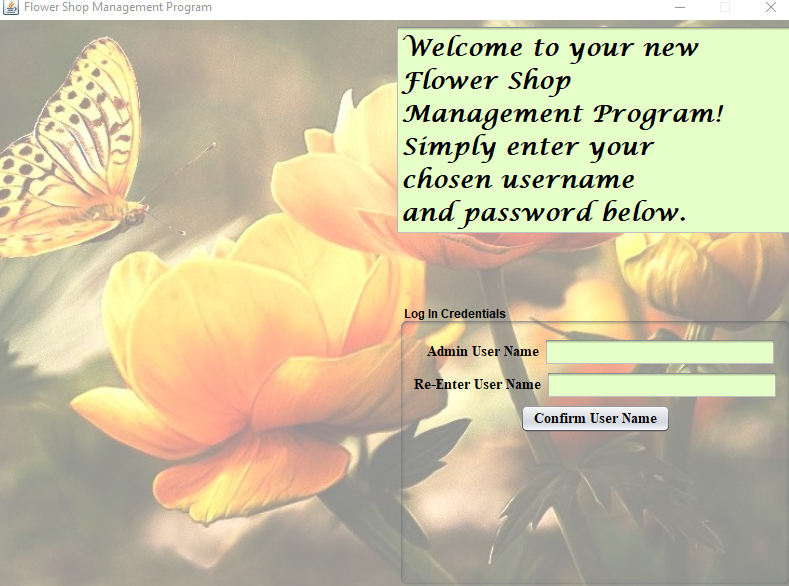 Flower Shop Management Program
Welcome to your new
Flower Shop
Management Program!
Simply enter your
chosen username
and password below.
Log In Credentials
Admin User Name
Re-Enter User Name
Confirm User Name